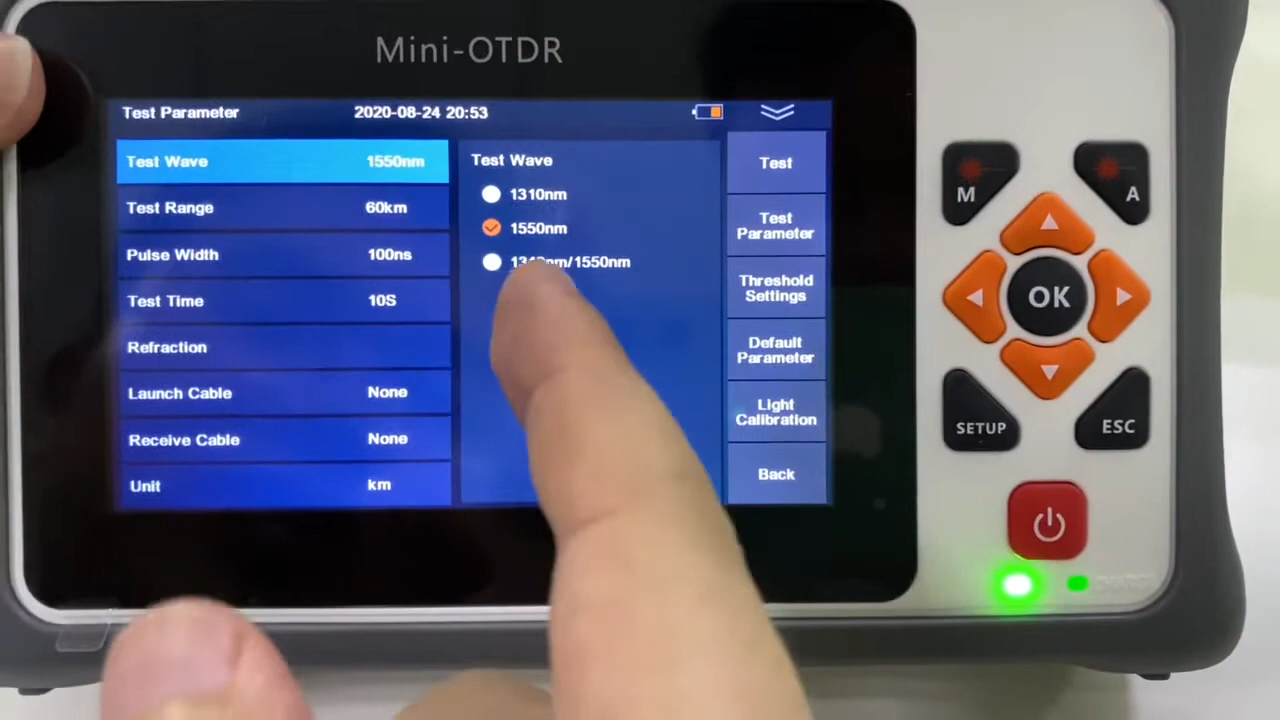 Mini-OTDR
Test Parameter 2020-08-24 20:53
Test Wave 1550nm
Test Range 60km
Pulse Width 100ns
Test Time 10S
Refraction
Launch Cable None
Receive Cable None
Unit km
Test Wave
1310nm
1550nm
1310nm/1550nm
Test
Test
Parameter
Threshold
Settings
Default
Parameter
Light
Calibration
Back
M
A
OK
SETUP
ESC